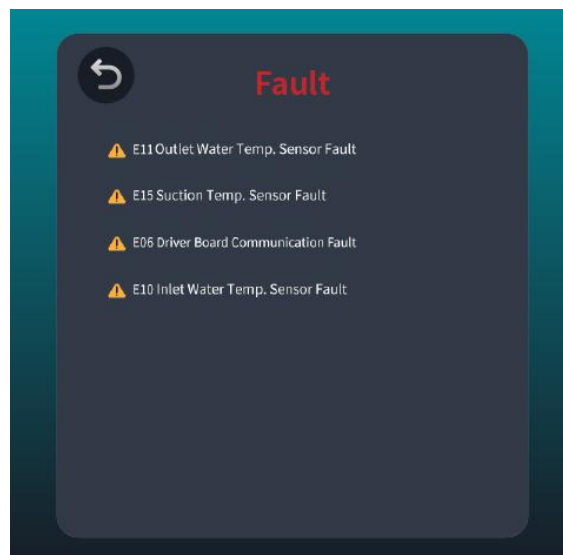 Fault
E11 Outlet Water Temp. Sensor Fault
E15 Suction Temp. Sensor Fault
E06 Driver Board Communication Fault
E10 Inlet Water Temp. Sensor Fault